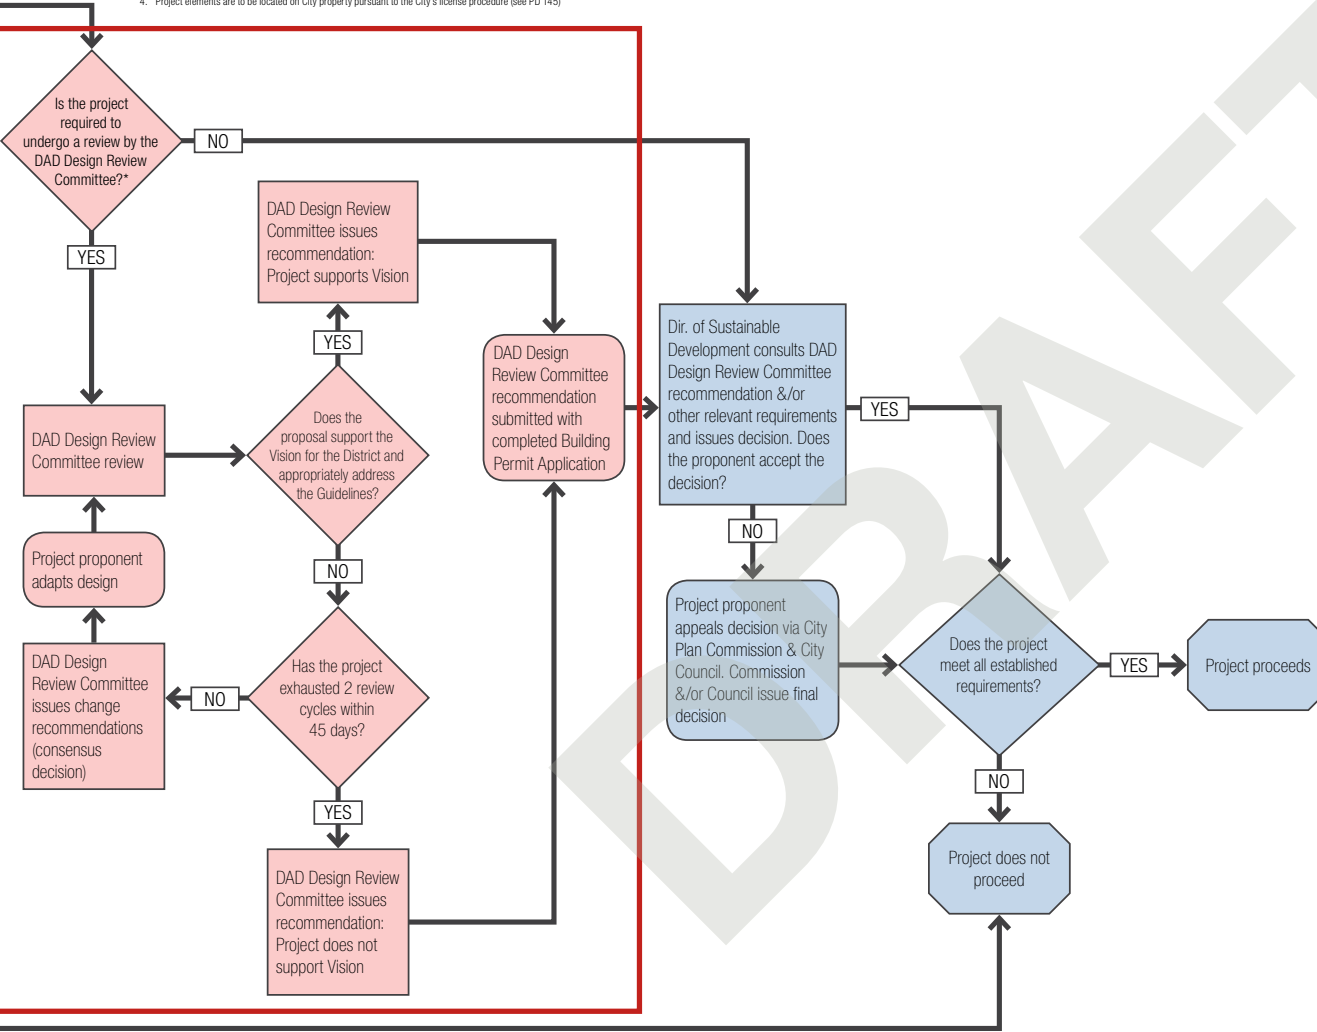 4. Project elements are to be located on City property pursuant to the City's license procedure (see PD 145)
Is the project
required to
undergo a review by the
DAD Design Review
Committee?*
NO
YES
DAD Design Review
Committee issues
recommendation:
Project supports Vision
YES
DAD Design
Review Committee
recommendation
submitted with
completed Building
Permit Application
Dir. of Sustainable
Development consults DAD
Design Review Committee
recommendation &/or
other relevant requirements
and issues decision. Does
the proponent accept the
decision?
YES
NO
DAD Design Review
Committee review
Does the
proposal support the
Vision for the District and
appropriately address
the Guidelines?
NO
Project proponent
adapts design
DAD Design
Review Committee
issues change
recommendations
(consensus
decision)
NO
Has the project
exhausted 2 review
cycles within
45 days?
YES
DAD Design Review
Committee issues
recommendation:
Project does not
support Vision
Project proponent
appeals decision via City
Plan Commission & City
Council. Commission
&/or Council issue final
decision
Does the project
meet all established
requirements?
YES
Project proceeds
NO
Project does not
proceed
DRAFT